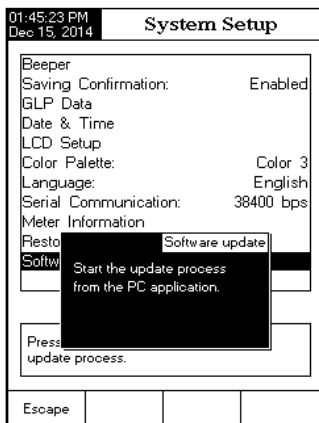 01:45:23 PM
Dec 15, 2014
System Setup
Beeper
Saving Confirmation: Enabled
GLP Data
Date & Time
LCD Setup
Color Palette: Color 3
Language: English
Serial Communication: 38400 bps
Meter Information
Resto
Softw
Software update
Start the update process
from the PC application.
Press
update process.
Escape